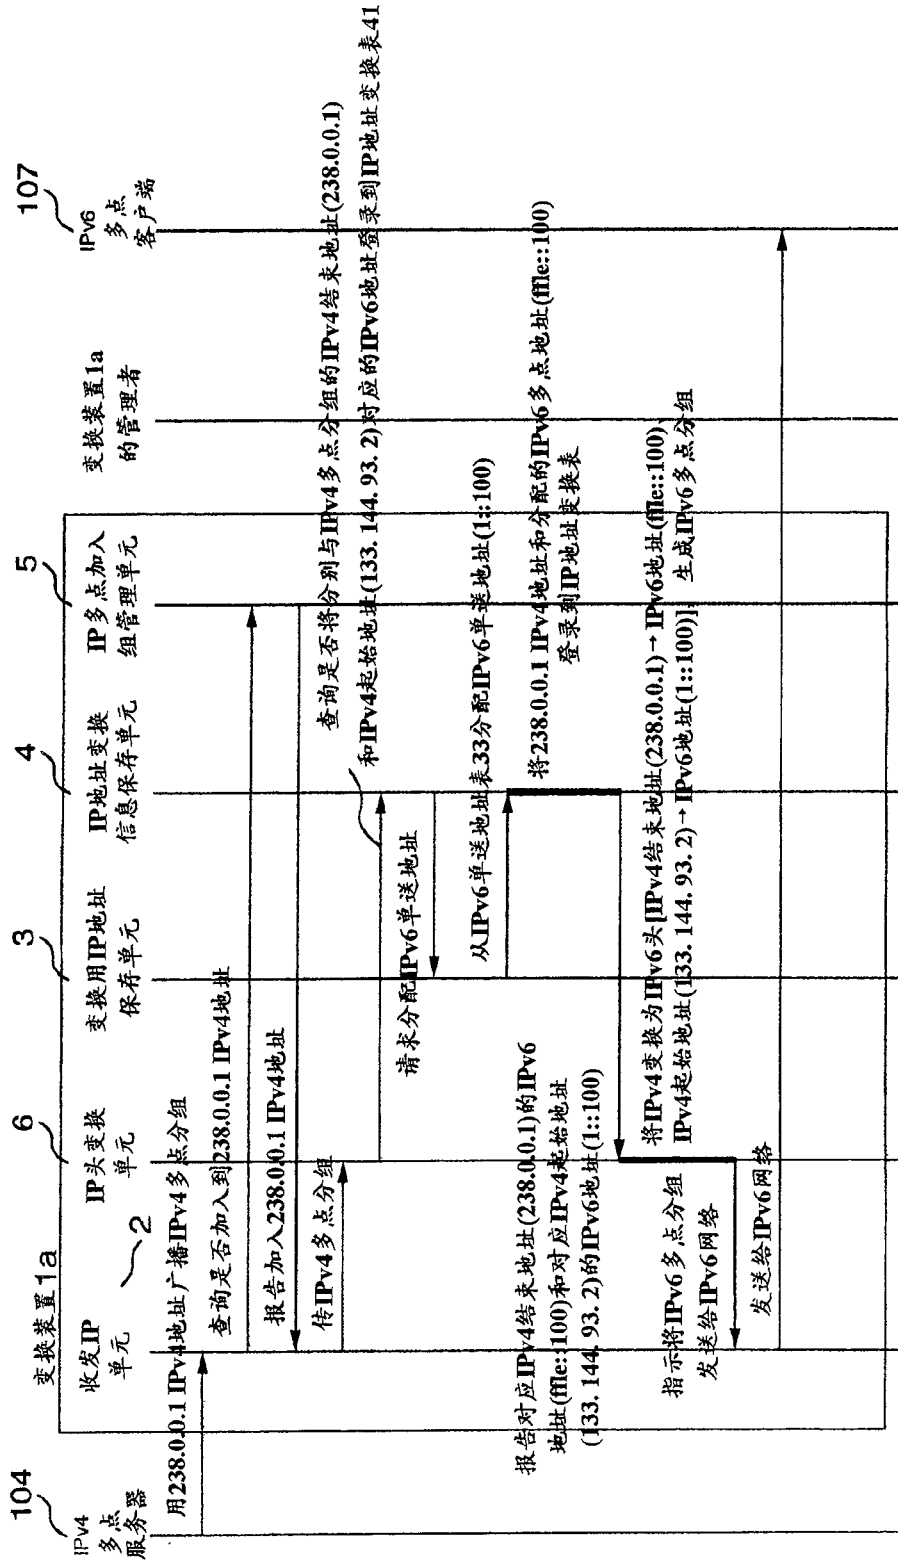 104
IPv4
多点
服务器
变换装置1a
收发IP
单元
2
6
IP头变换
单元
3
变换用IP地址
保存单元
4
IP地址变换
信息保存单元
5
IP多点加入
组管理单元
变换装置1a
的管理者
107
IPv6
多点
客户端
用238.0.0.1 IPv4地址广播IPv4多点分组
查询是否加入到238.0.0.1 IPv4地址
报告加入238.0.0.1 IPv4地址
传IPv4多点分组
查询是否将分别与IPv4多点分组的IPv4结束地址(238.0.0.1)
和IPv4起始地址(133.144.93.2)对应的IPv6地址登录到IP地址变换表41
请求分配IPv6单送地址
从IPv6单送地址表33分配IPv6单送地址(1::100)
将238.0.0.1 IPv4地址和分配的IPv6多点地址(ffle::100)
登录到IP地址变换表
报告对应IPv4结束地址(238.0.0.1)的IPv6
地址(ffle::100)和对应IPv4起始地址
(133.144.93.2)的IPv6地址(1::100)
将IPv4变换为IPv6头[IPv4结束地址(238.0.0.1)→IPv6地址(ffle::100)
IPv4起始地址(133.144.93.2)→IPv6地址(1::100)]。 生成IPv6多点分组
指示将IPv6多点分组
发送给IPv6网络
发送给IPv6网络